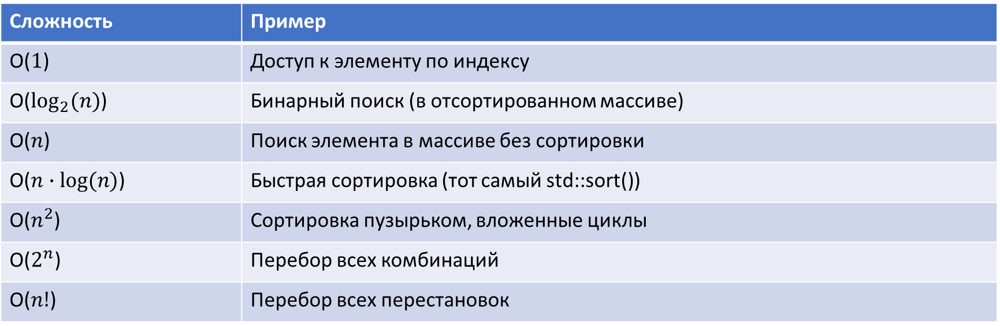 Сложность Пример
O(1) Доступ к элементу по индексу
O(log₂(n)) Бинарный поиск (в отсортированном массиве)
O(n) Поиск элемента в массиве без сортировки
O(n · log(n)) Быстрая сортировка (тот самый std::sort())
O(n²) Сортировка пузырьком, вложенные циклы
O(2ⁿ) Перебор всех комбинаций
O(n!) Перебор всех перестановок